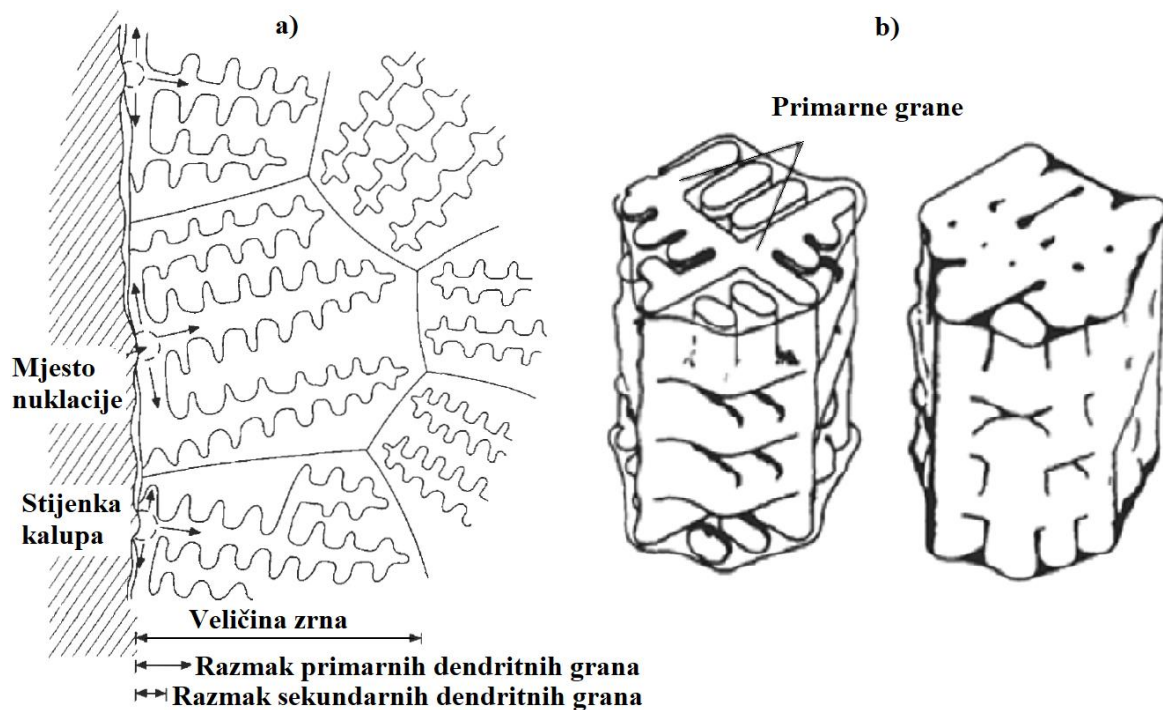 a)
b)
Primarne grane
Mjesto
nuklacije
Stijenka
kalupa
Veličina zrna
Razmak primarnih dendritnih grana
Razmak sekundarnih dendritnih grana